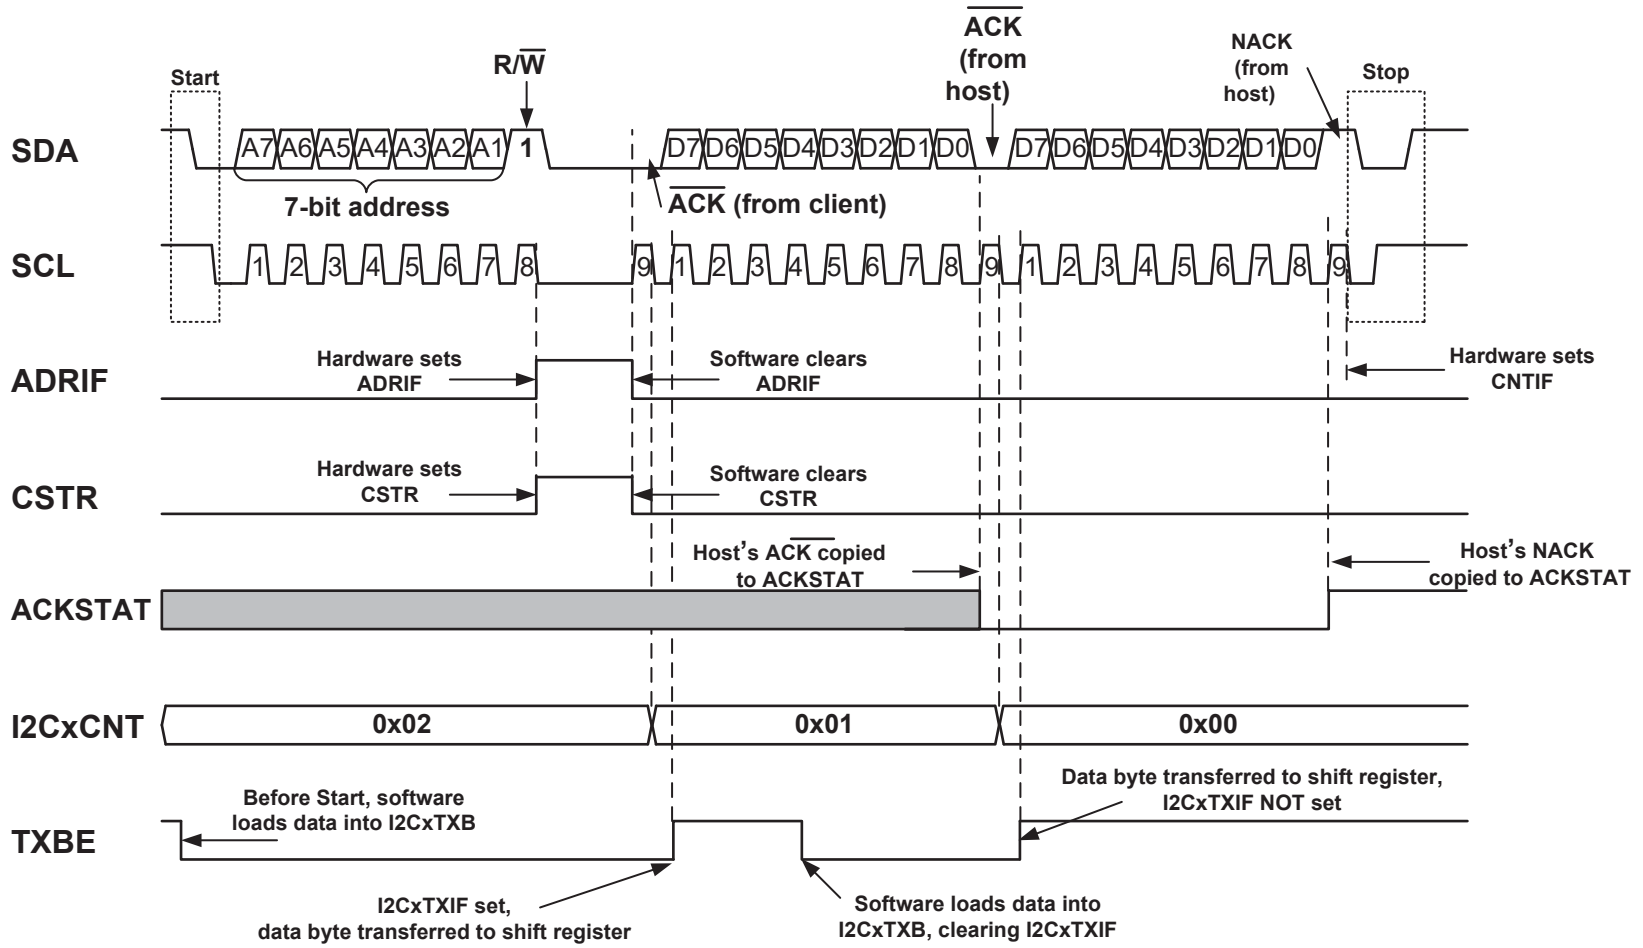 ACK
(from
host)
NACK
(from
host)
R/W
Start
Stop
SDA
A7 A6 A5 A4 A3 A2 A1 1 D7 D6 D5 D4 D3 D2 D1 D0 D7 D6 D5 D4 D3 D2 D1 D0
7-bit address
ACK (from client)
SCL
1 2 3 4 5 6 7 8 9 1 2 3 4 5 6 7 8 9 1 2 3 4 5 6 7 8 9
ADRIF
Hardware sets
ADRIF
Software clears
ADRIF
Hardware sets
CNTIF
CSTR
Hardware sets
CSTR
Software clears
CSTR
Host's ACK copied
to ACKSTAT
Host's NACK
copied to ACKSTAT
ACKSTAT
I2CxCNT
0x02 0x01 0x00
TXBE
Before Start, software
loads data into I2CxTXB
Data byte transferred to shift register,
I2CxTXIF NOT set
I2CxTXIF set,
data byte transferred to shift register
Software loads data into
I2CxTXB, clearing I2CxTXIF